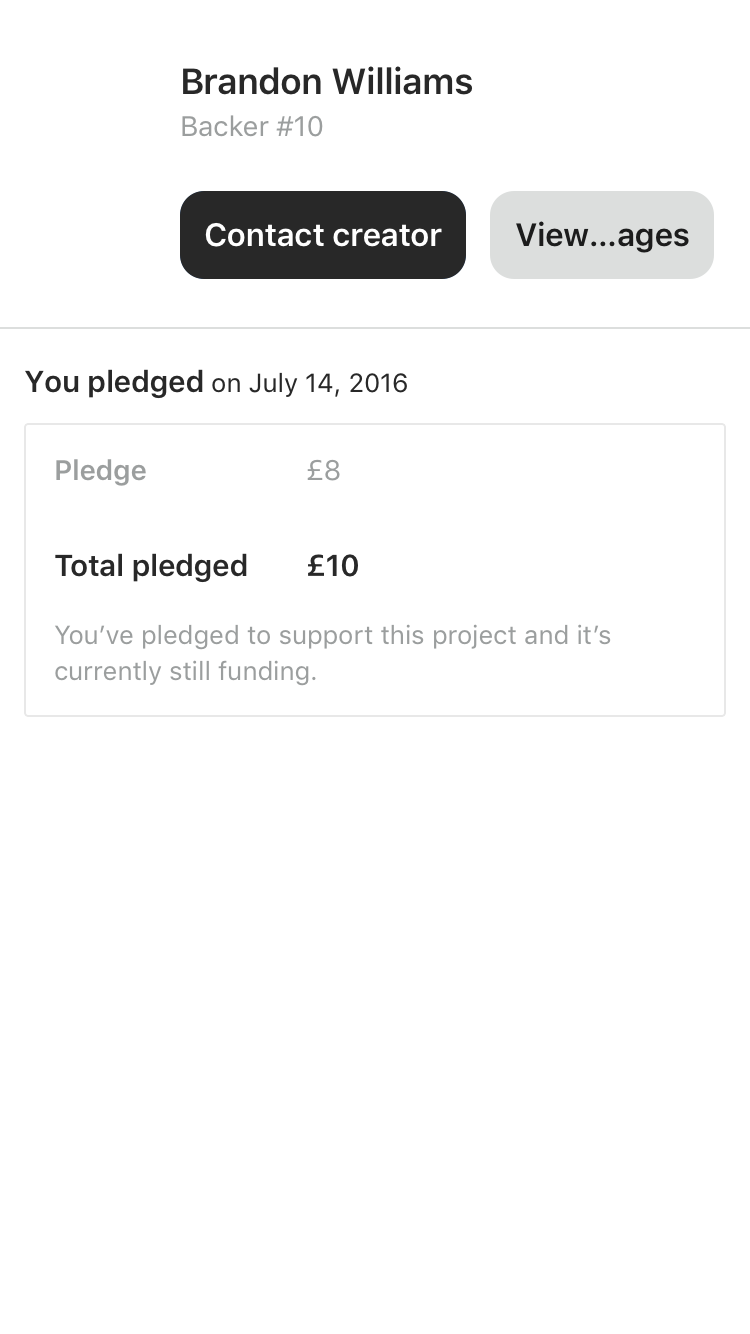 Brandon Williams
Backer #10
Contact creator
View...ages
You pledged on July 14, 2016
Pledge £8
Total pledged £10
You’ve pledged to support this project and it’s
currently still funding.